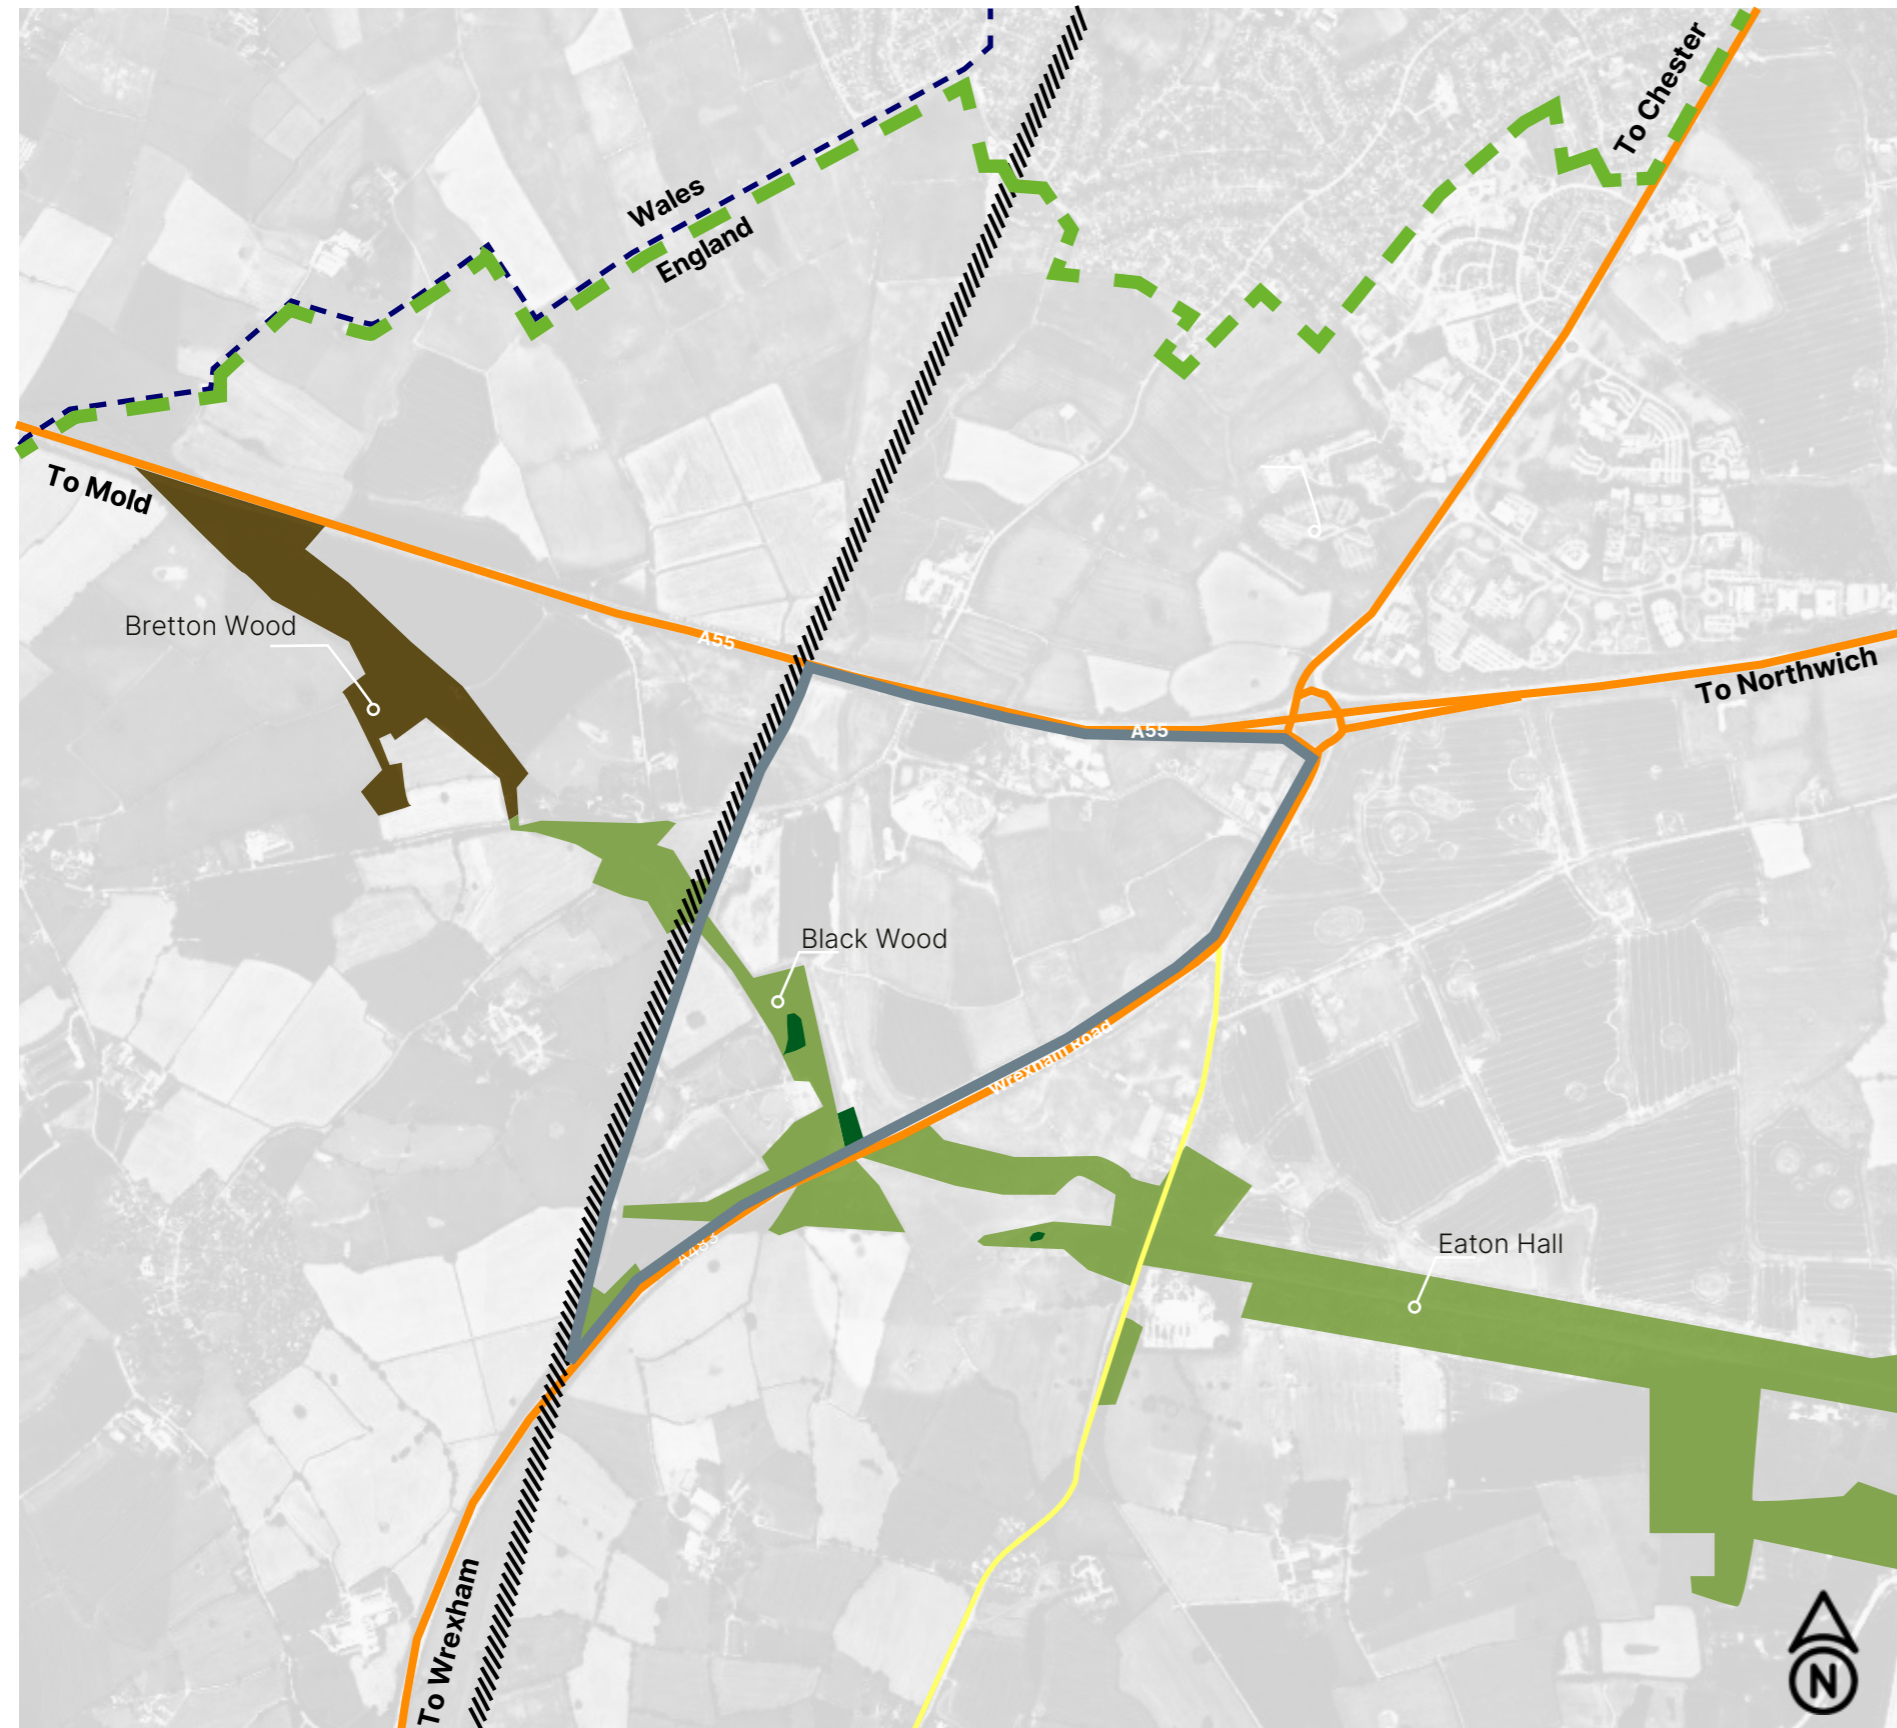 To Chester
Wales
England
To Mold
Bretton Wood
A55
To Northwich
A55
Black Wood
Wrexham Road
A483
Eaton Hall
To Wrexham
N